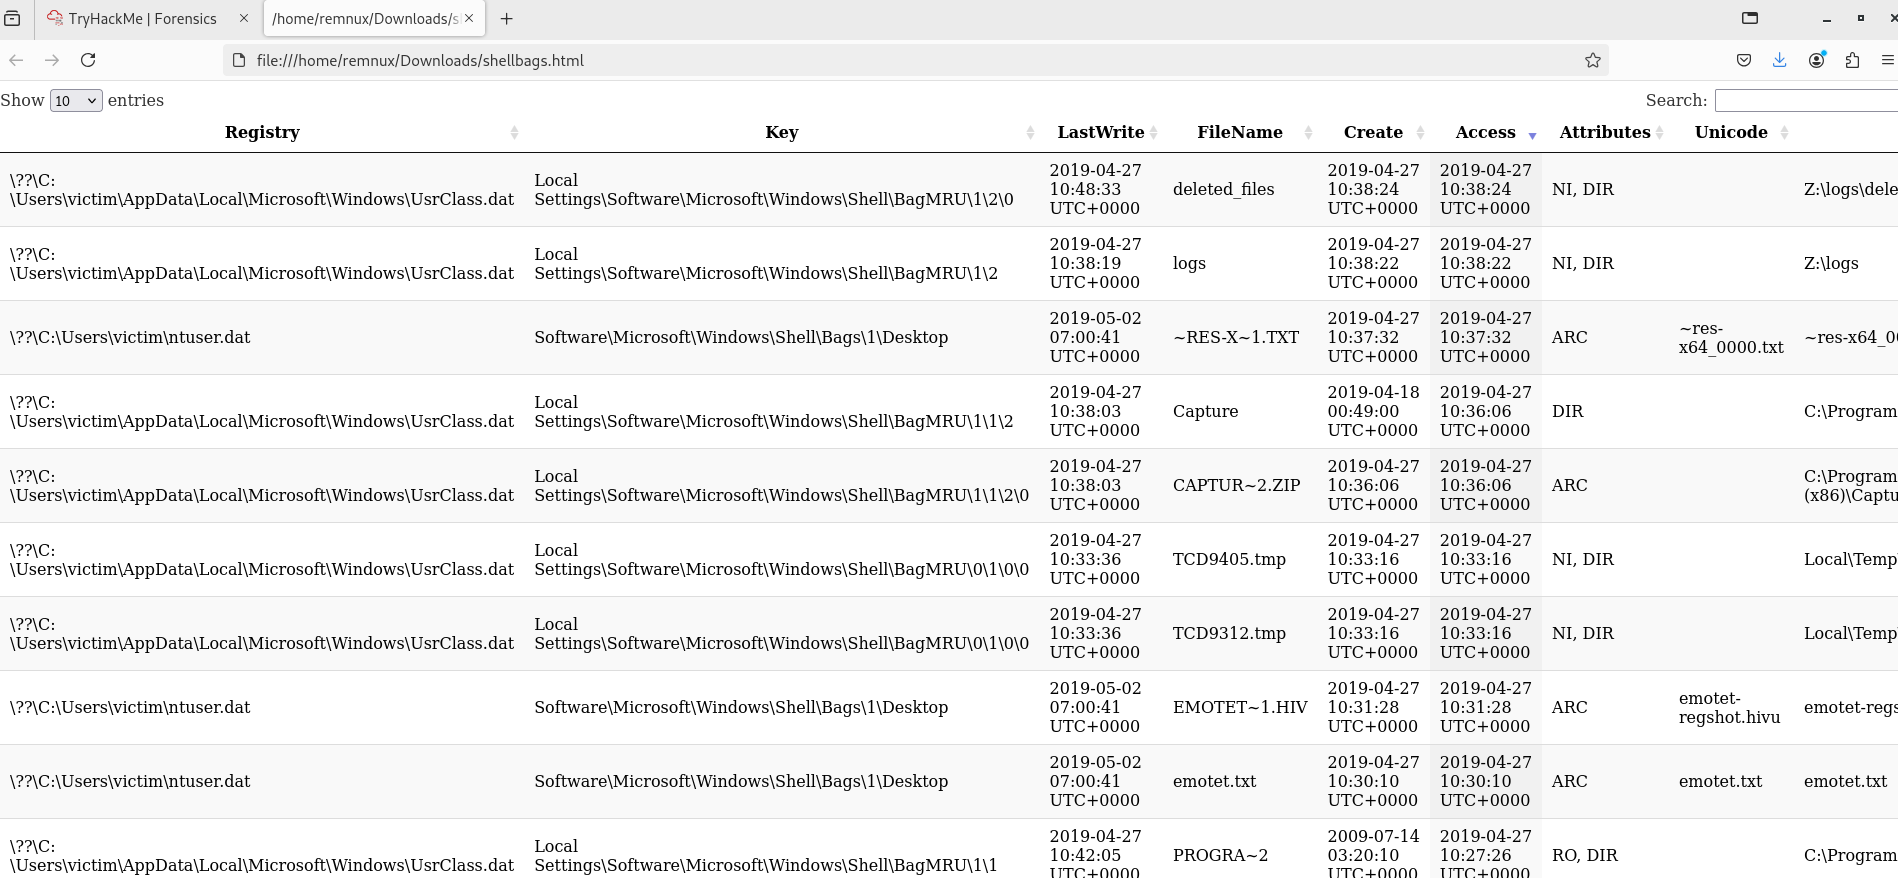 TryHackMe | Forensics
/home/remnux/Downloads/s
file:///home/remnux/Downloads/shellbags.html
Show 10 entries
Search:
Registry Key LastWrite FileName Create Access Attributes Unicode
\??\C:
\Users\victim\AppData\Local\Microsoft\Windows\UsrClass.dat
Local
Settings\Software\Microsoft\Windows\Shell\BagMRU\1\2\0
2019-04-27
10:48:33
UTC+0000
deleted_files
2019-04-27
10:38:24
UTC+0000
2019-04-27
10:38:24
UTC+0000
NI, DIR
Z:\logs\dele
\??\C:
\Users\victim\AppData\Local\Microsoft\Windows\UsrClass.dat
Local
Settings\Software\Microsoft\Windows\Shell\BagMRU\1\2
2019-04-27
10:38:19
UTC+0000
logs
2019-04-27
10:38:22
UTC+0000
2019-04-27
10:38:22
UTC+0000
NI, DIR
Z:\logs
\??\C:\Users\victim\ntuser.dat
Software\Microsoft\Windows\Shell\Bags\1\Desktop
2019-05-02
07:00:41
UTC+0000
~RES-X~1.TXT
2019-04-27
10:37:32
UTC+0000
2019-04-27
10:37:32
UTC+0000
ARC
~res-
x64_0000.txt
~res-x64_00
\??\C:
\Users\victim\AppData\Local\Microsoft\Windows\UsrClass.dat
Local
Settings\Software\Microsoft\Windows\Shell\BagMRU\1\1\2
2019-04-27
10:38:03
UTC+0000
Capture
2019-04-18
00:49:00
UTC+0000
2019-04-27
10:36:06
UTC+0000
DIR
C:\Program
\??\C:
\Users\victim\AppData\Local\Microsoft\Windows\UsrClass.dat
Local
Settings\Software\Microsoft\Windows\Shell\BagMRU\1\1\2\0
2019-04-27
10:38:03
UTC+0000
CAPTUR~2.ZIP
2019-04-27
10:36:06
UTC+0000
2019-04-27
10:36:06
UTC+0000
ARC
C:\Program
(x86)\Captu
\??\C:
\Users\victim\AppData\Local\Microsoft\Windows\UsrClass.dat
Local
Settings\Software\Microsoft\Windows\Shell\BagMRU\0\1\0\0
2019-04-27
10:33:36
UTC+0000
TCD9405.tmp
2019-04-27
10:33:16
UTC+0000
2019-04-27
10:33:16
UTC+0000
NI, DIR
Local\Temp
\??\C:
\Users\victim\AppData\Local\Microsoft\Windows\UsrClass.dat
Local
Settings\Software\Microsoft\Windows\Shell\BagMRU\0\1\0\0
2019-04-27
10:33:36
UTC+0000
TCD9312.tmp
2019-04-27
10:33:16
UTC+0000
2019-04-27
10:33:16
UTC+0000
NI, DIR
Local\Temp
\??\C:\Users\victim\ntuser.dat
Software\Microsoft\Windows\Shell\Bags\1\Desktop
2019-05-02
07:00:41
UTC+0000
EMOTET~1.HIV
2019-04-27
10:31:28
UTC+0000
2019-04-27
10:31:28
UTC+0000
ARC
emotet-
regshot.hivu
emotet-regs
\??\C:\Users\victim\ntuser.dat
Software\Microsoft\Windows\Shell\Bags\1\Desktop
2019-05-02
07:00:41
UTC+0000
emotet.txt
2019-04-27
10:30:10
UTC+0000
2019-04-27
10:30:10
UTC+0000
ARC
emotet.txt
emotet.txt
\??\C:
\Users\victim\AppData\Local\Microsoft\Windows\UsrClass.dat
Local
Settings\Software\Microsoft\Windows\Shell\BagMRU\1\1
2019-04-27
10:42:05
UTC+0000
PROGRA~2
2009-07-14
03:20:10
UTC+0000
2019-04-27
10:27:26
UTC+0000
RO, DIR
C:\Program